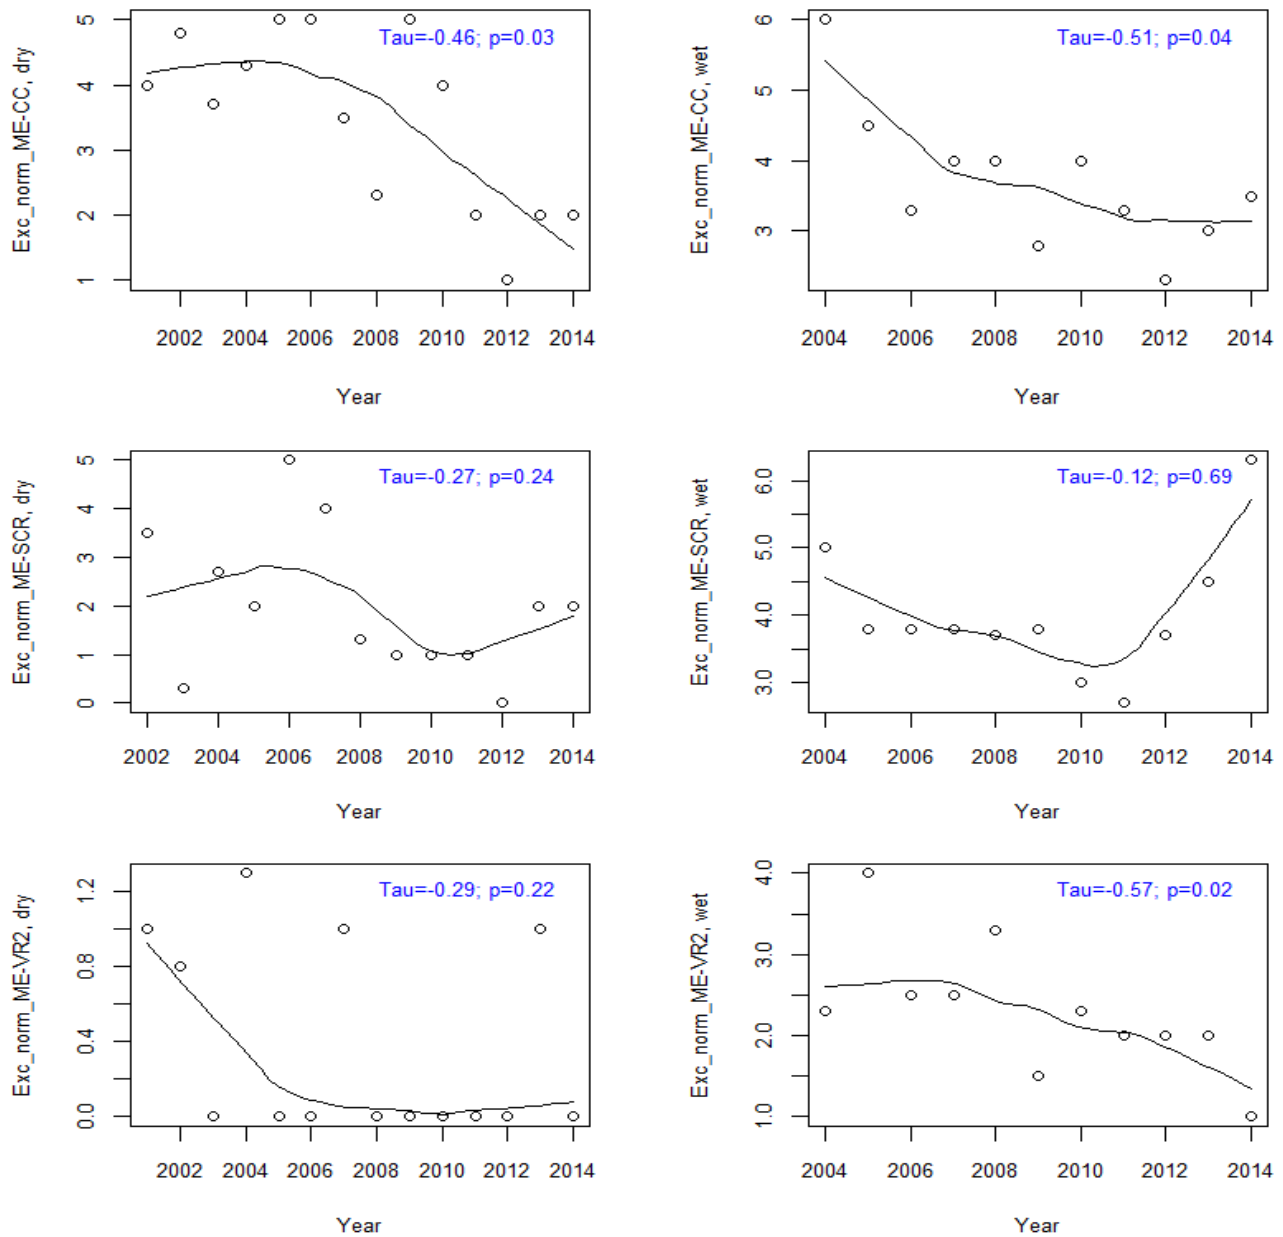 Exc_norm_ME-CC, dry
5
4
3
2
1
Tau=-0.46; p=0.03
2002 2004 2006 2008 2010 2012 2014
Year
Exc_norm_ME-CC, wet
6
5
4
3
Tau=-0.51; p=0.04
2004 2006 2008 2010 2012 2014
Year
Exc_norm_ME-SCR, dry
5
4
3
2
1
0
Tau=-0.27; p=0.24
2002 2004 2006 2008 2010 2012 2014
Year
Exc_norm_ME-SCR, wet
6.0
5.0
4.0
3.0
Tau=-0.12; p=0.69
2004 2006 2008 2010 2012 2014
Year
Exc_norm_ME-VR2, dry
1.2
0.8
0.4
0.0
Tau=-0.29; p=0.22
2002 2004 2006 2008 2010 2012 2014
Year
Exc_norm_ME-VR2, wet
4.0
3.0
2.0
1.0
Tau=-0.57; p=0.02
2004 2006 2008 2010 2012 2014
Year